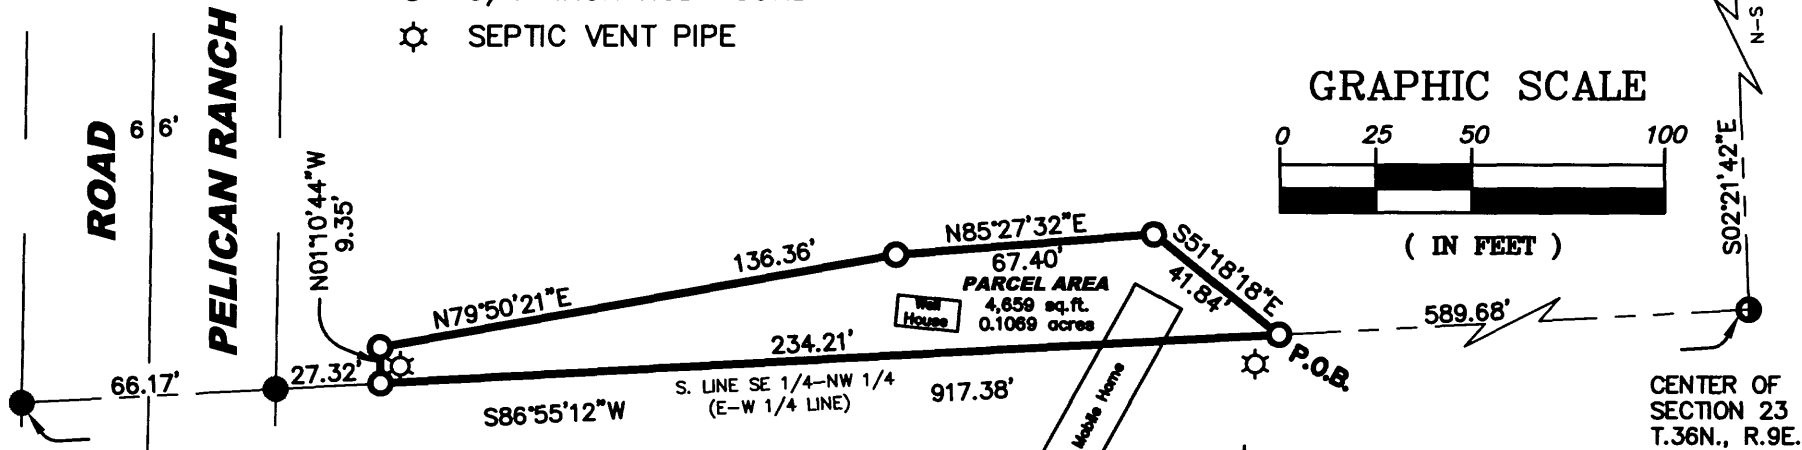 SEPTIC VENT PIPE
GRAPHIC SCALE
0 25 50 100
( IN FEET )
N-S
S02°21'42"E
ROAD
6 6'
PELICAN RANCH
N01°10'44"W
9.35'
N79°50'21"E
136.36'
N85°27'32"E
67.40'
S51°18'18"E
41.84'
PARCEL AREA
4,659 sq.ft.
0.1069 acres
Well
House
589.68'
P.O.B.
234.21'
27.32'
66.17'
S. LINE SE 1/4-NW 1/4
(E-W 1/4 LINE)
917.38'
S86°55'12"W
Mobile Home
CENTER OF
SECTION 23
T.36N., R.9E.